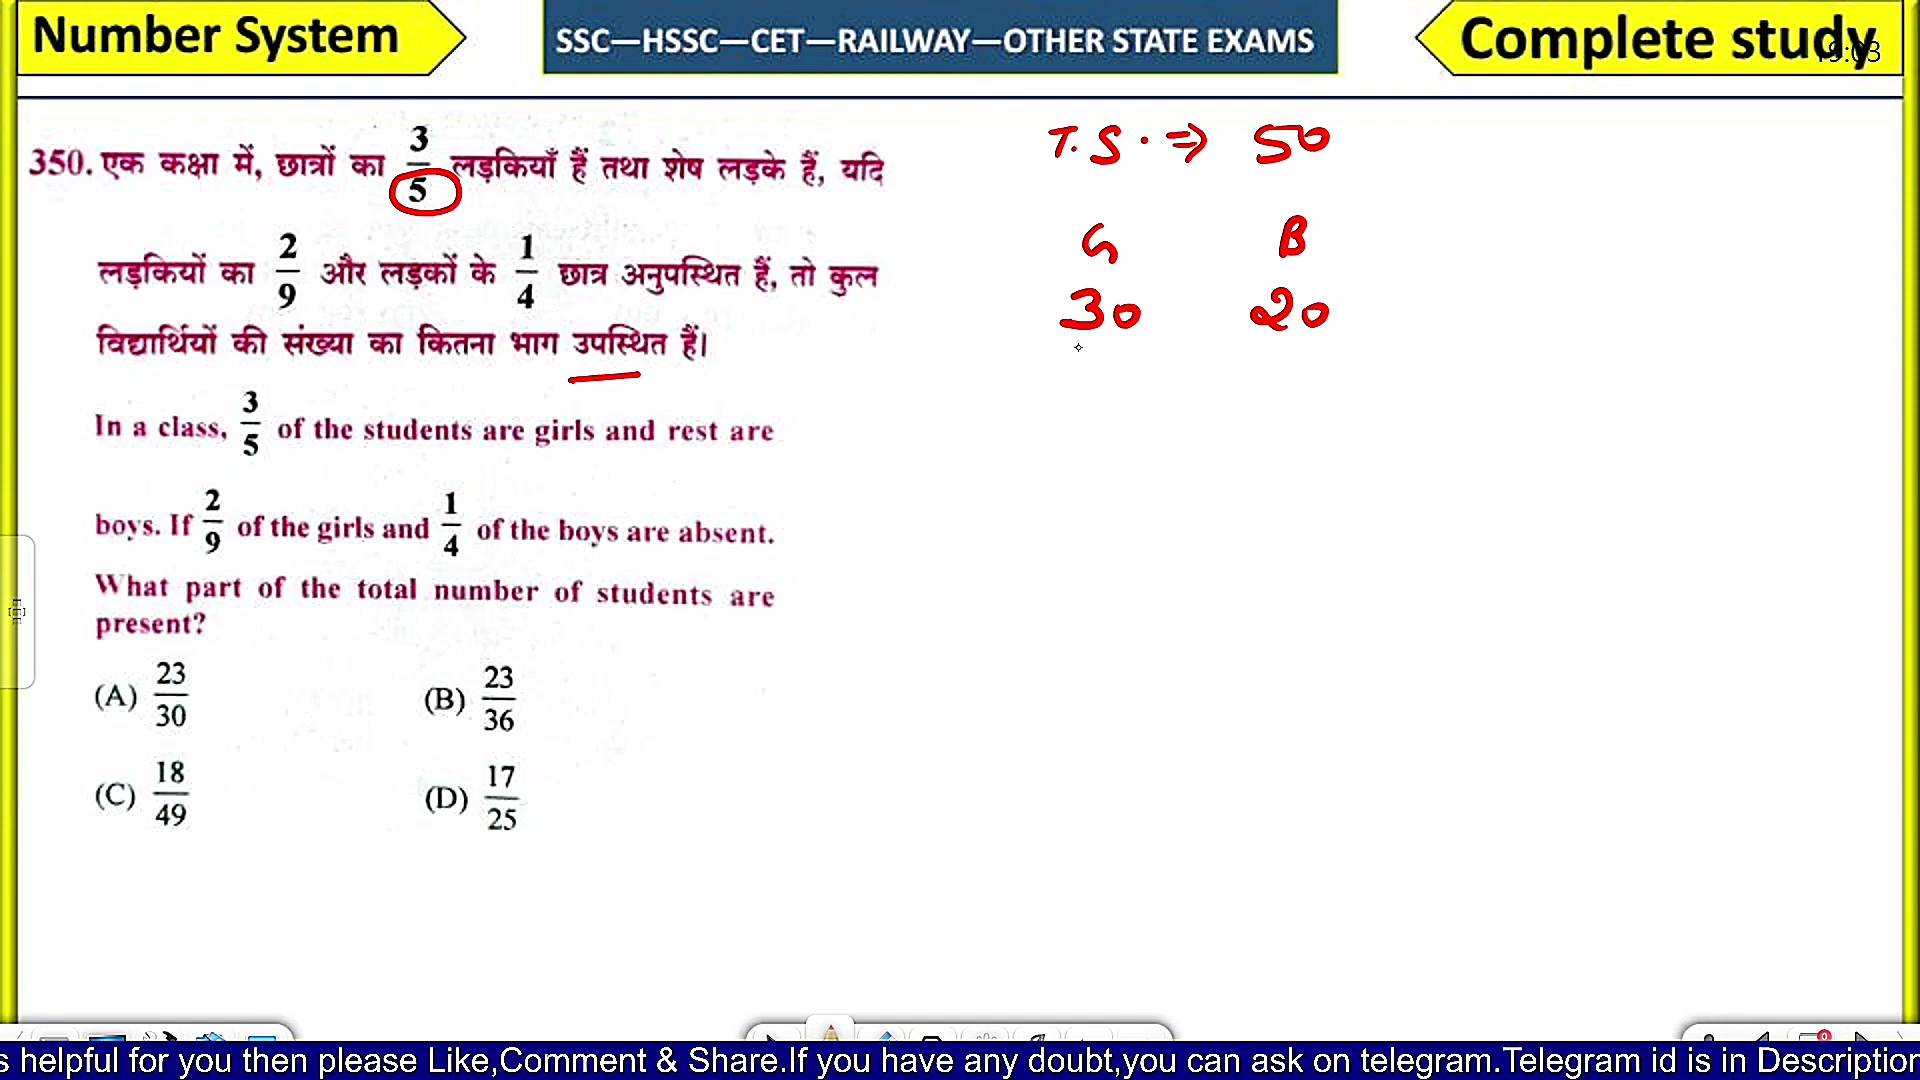 Number System
SSC—HSSC—CET—RAILWAY—OTHER STATE EXAMS
Complete study
19:03
350. एक कक्षा में, छात्रों का 3/5 लड़कियाँ हैं तथा शेष लड़के हैं, यदि
लड़कियों का 2/9 और लड़कों के 1/4 छात्र अनुपस्थित हैं, तो कुल
विद्यार्थियों की संख्या का कितना भाग उपस्थित हैं।
In a class, 3/5 of the students are girls and rest are
boys. If 2/9 of the girls and 1/4 of the boys are absent.
What part of the total number of students are
present?
(A) 23/30 (B) 23/36
(C) 18/49 (D) 17/25
T.S. ⇒ 50
G B
30 20
s helpful for you then please Like,Comment & Share.If you have any doubt,you can ask on telegram.Telegram id is in Description